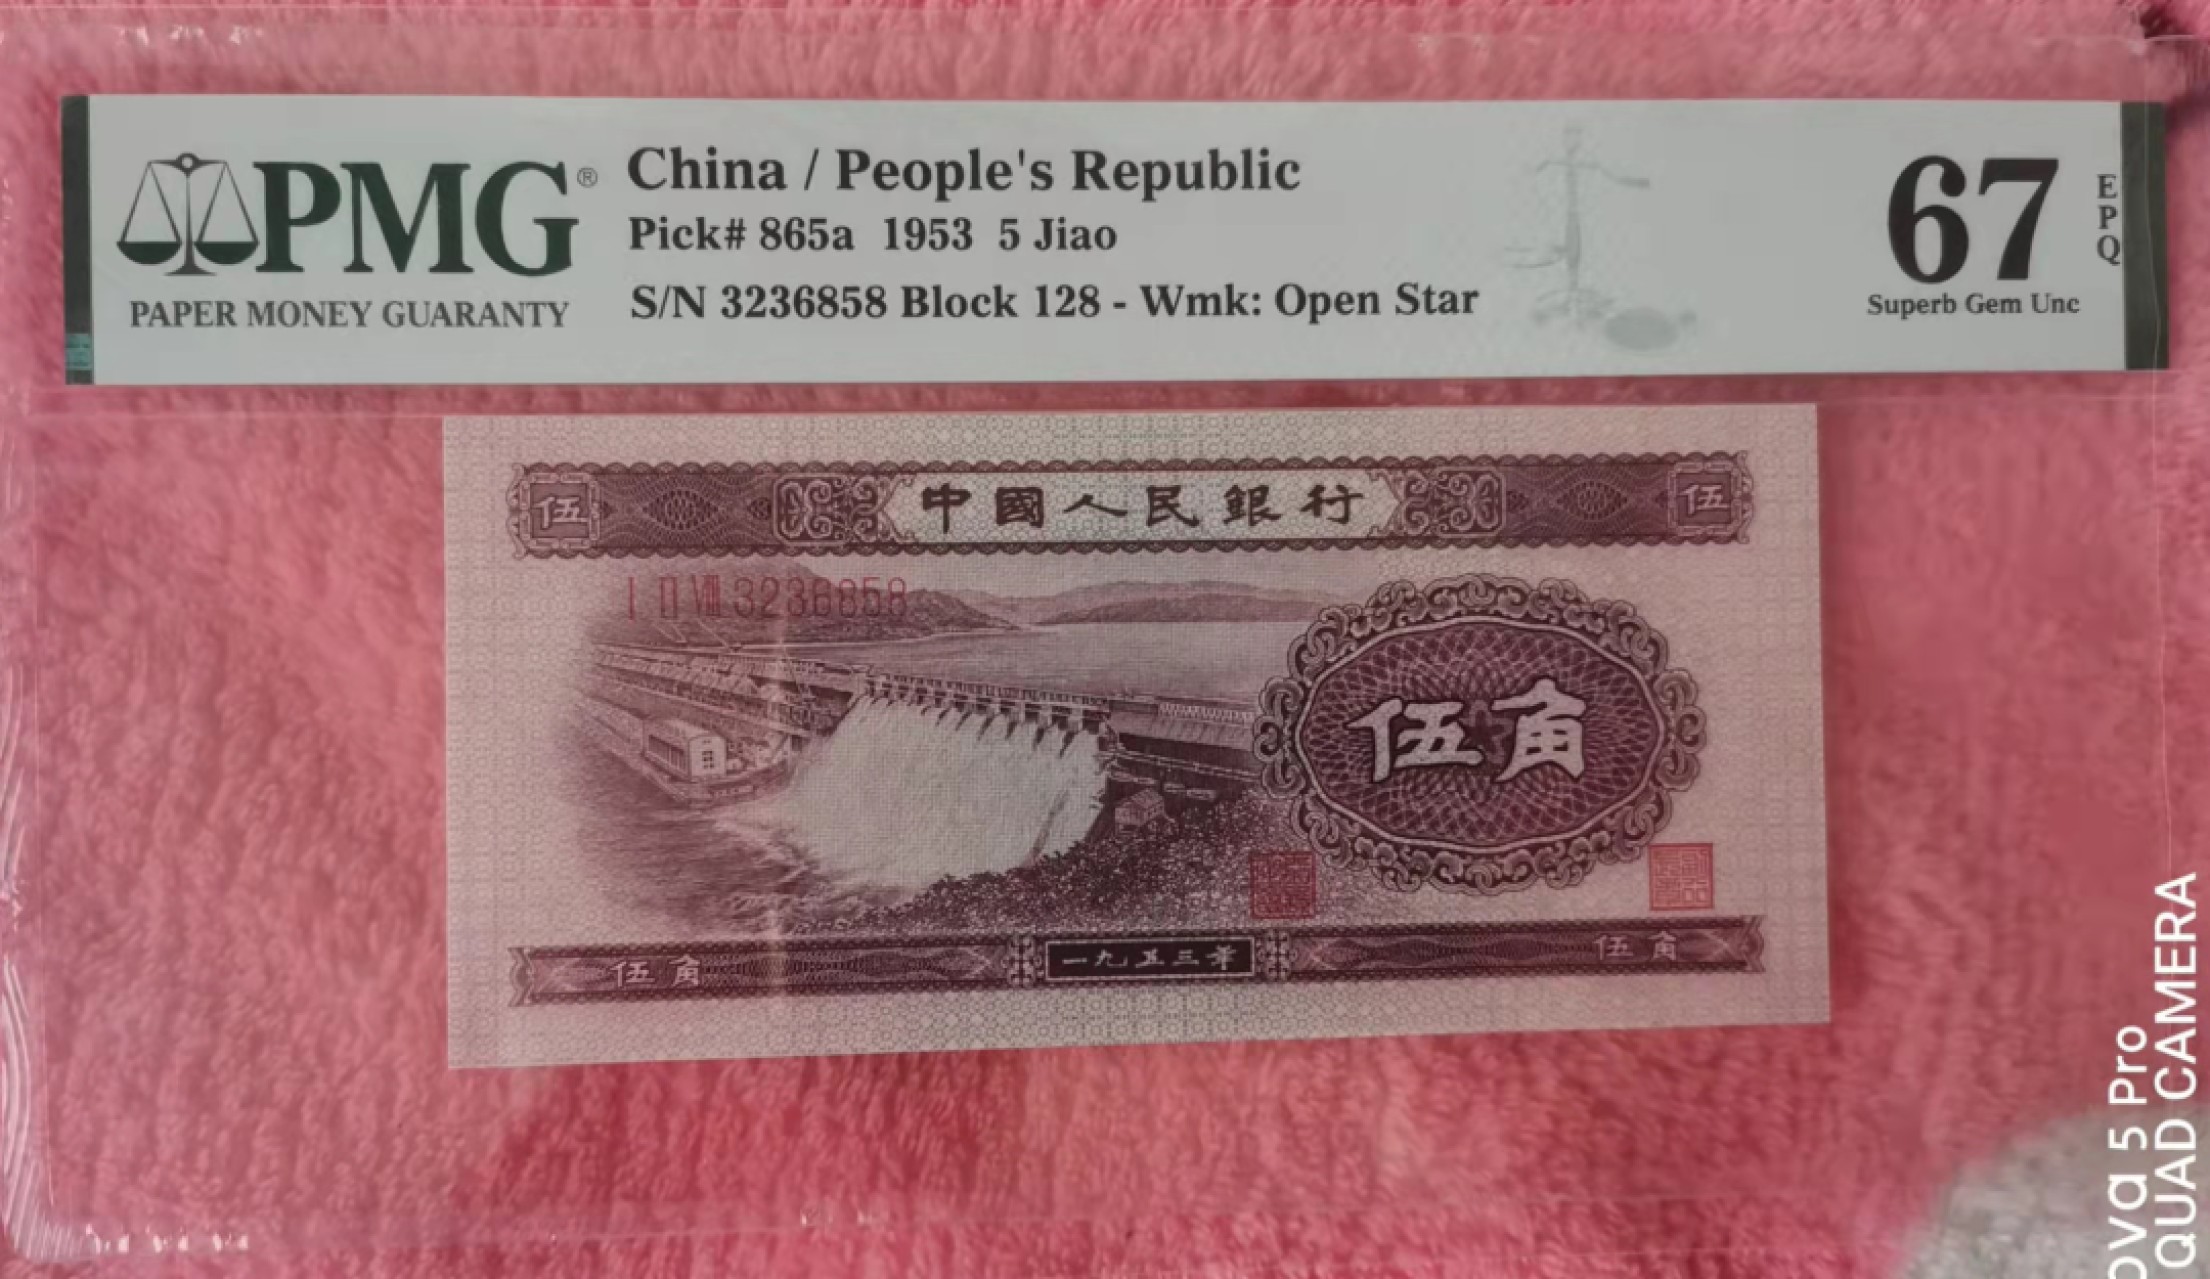 PMG®
PAPER MONEY GUARANTY
China / People's Republic
Pick# 865a 1953 5 Jiao
S/N 3236858 Block 128 - Wmk: Open Star
67
EPQ
Superb Gem Unc
伍 中國人民銀行 伍
I II VIII 3236858
伍角
伍角 一九五三年 伍角
ova 5 Pro
QUAD CAMERA